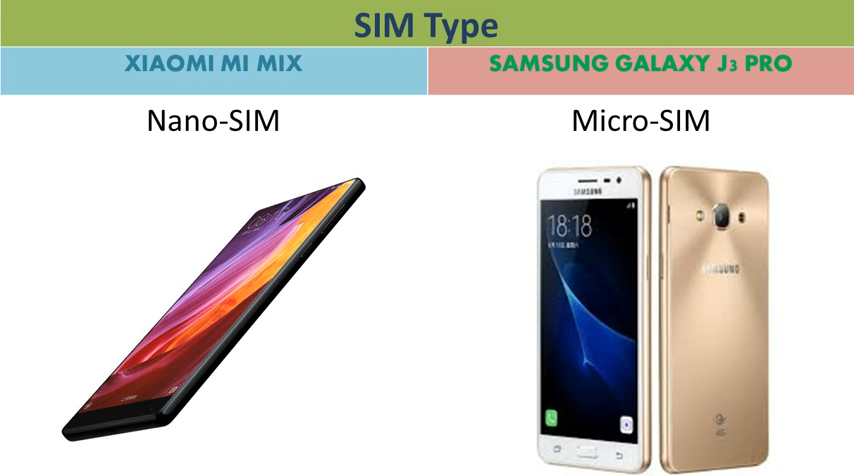 SIM Type
XIAOMI MI MIX
SAMSUNG GALAXY J3 PRO
Nano-SIM
Micro-SIM
SAMSUNG
18:18
SAMSUNG